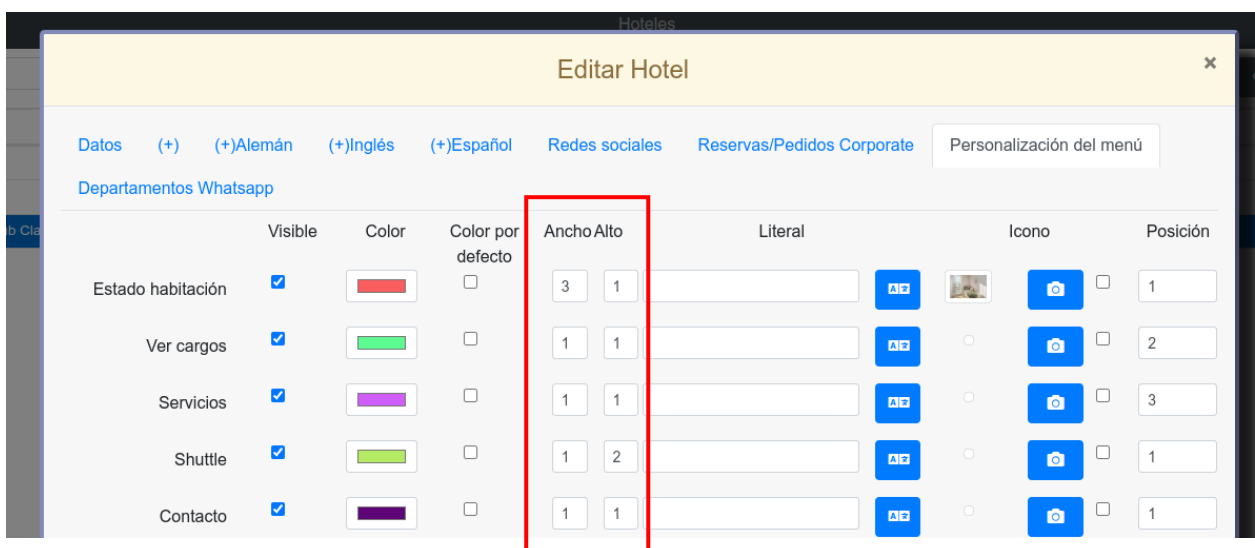 Hoteles
Editar Hotel ×
Datos (+) (+)Alemán (+)Inglés (+)Español Redes sociales Reservas/Pedidos Corporate Personalización del menú
Departamentos Whatsapp
Visible Color Color por defecto Ancho Alto Literal Icono Posición
Estado habitación 3 1 1
Ver cargos 1 1 2
Servicios 1 1 3
Shuttle 1 2 1
Contacto 1 1 1